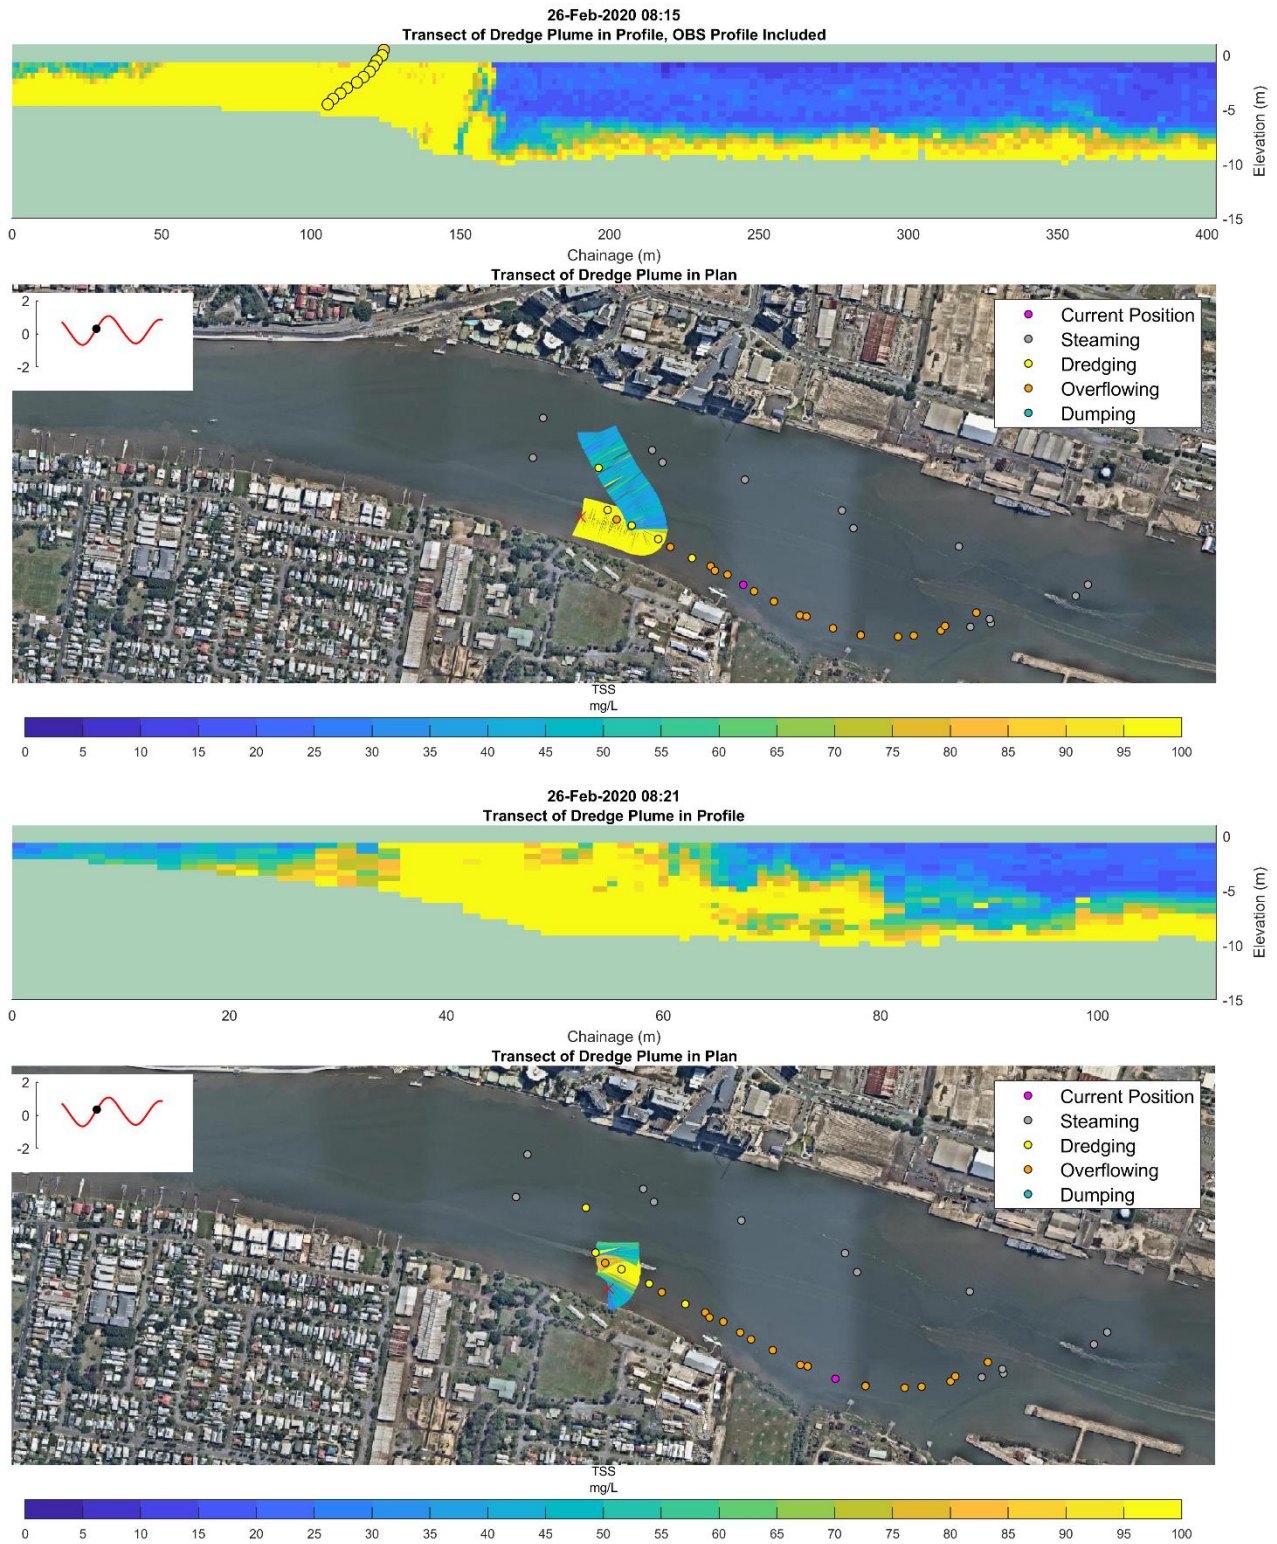 26-Feb-2020 08:15
Transect of Dredge Plume in Profile, OBS Profile Included
0
-5
-10
-15
Elevation (m)
0 50 100 150 200 250 300 350 400
Chainage (m)
Transect of Dredge Plume in Plan
2
0
-2
Current Position
Steaming
Dredging
Overflowing
Dumping
TSS
mg/L
0 5 10 15 20 25 30 35 40 45 50 55 60 65 70 75 80 85 90 95 100
26-Feb-2020 08:21
Transect of Dredge Plume in Profile
0
-5
-10
-15
Elevation (m)
0 20 40 60 80 100
Chainage (m)
Transect of Dredge Plume in Plan
2
0
-2
Current Position
Steaming
Dredging
Overflowing
Dumping
TSS
mg/L
0 5 10 15 20 25 30 35 40 45 50 55 60 65 70 75 80 85 90 95 100